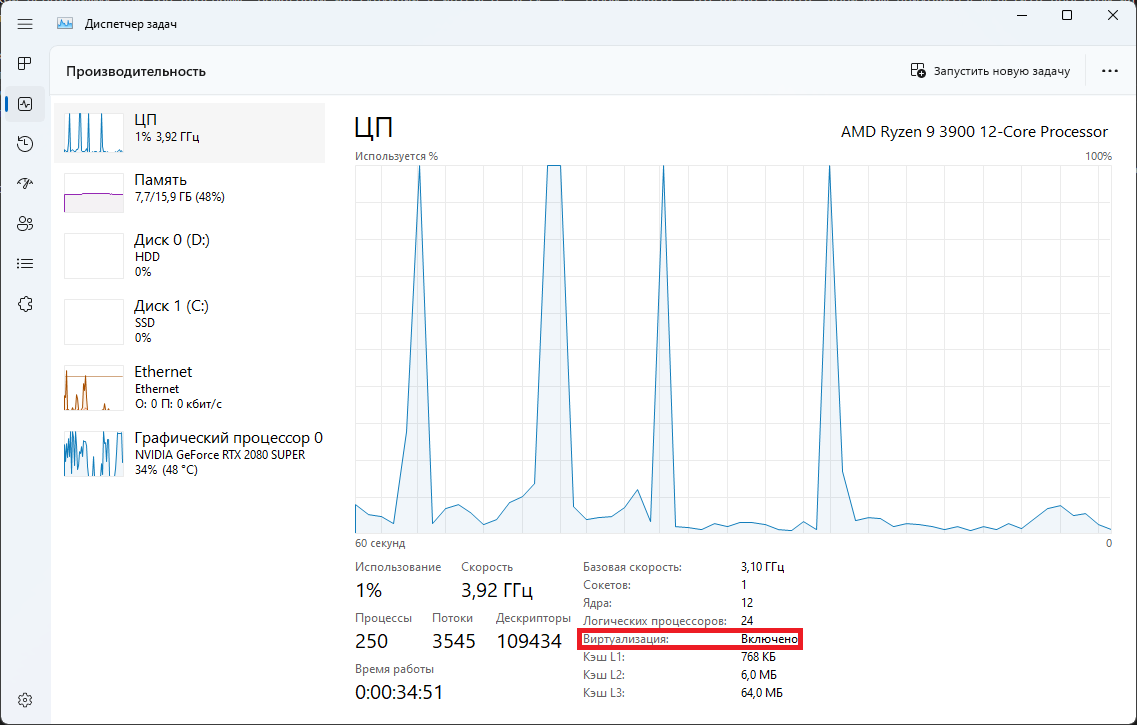 Диспетчер задач
Производительность
Запустить новую задачу
ЦП
1% 3,92 ГГц
Память
7,7/15,9 ГБ (48%)
Диск 0 (D:)
HDD
0%
Диск 1 (C:)
SSD
0%
Ethernet
Ethernet
О: 0 П: 0 кбит/с
Графический процессор 0
NVIDIA GeForce RTX 2080 SUPER
34% (48 °C)
ЦП
AMD Ryzen 9 3900 12-Core Processor
Используется %
100%
60 секунд
0
Использование
Скорость
1%
3,92 ГГц
Процессы
Потоки
Дескрипторы
250
3545
109434
Время работы
0:00:34:51
Базовая скорость: 3,10 ГГц
Сокетов: 1
Ядра: 12
Логических процессоров: 24
Виртуализация: Включено
Кэш L1: 768 КБ
Кэш L2: 6,0 МБ
Кэш L3: 64,0 МБ